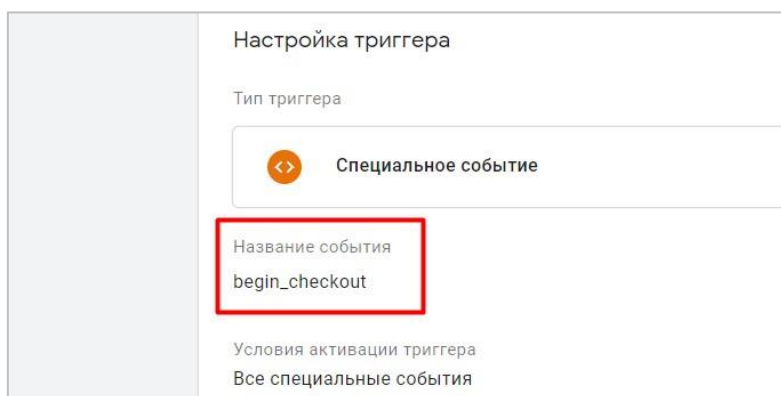 Настройка триггера
Тип триггера
Специальное событие
Название события
begin_checkout
Условия активации триггера
Все специальные события